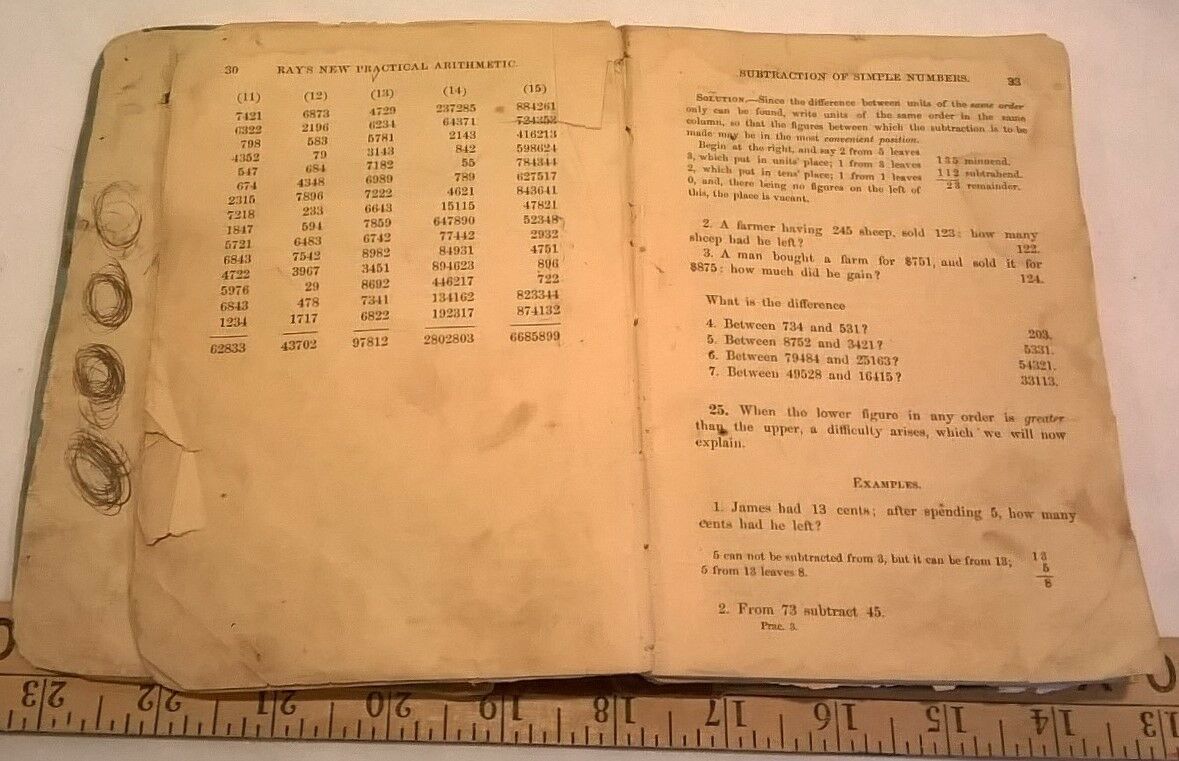 30 RAY'S NEW PRACTICAL ARITHMETIC.
(11) (12) (13) (14) (15)
7421 6873 4729 237285 884261
6322 2196 6234 64371 724353
798 583 5781 2143 416213
4352 79 3143 842 598624
547 684 7182 55 784344
674 4348 6989 789 627517
2315 7896 7222 4621 843641
7218 233 6643 15115 47821
1847 594 7859 647890 52348
5721 6483 6742 77442 2932
6843 7542 8982 84931 4751
4722 3967 3451 894623 896
5976 29 8692 446217 722
6843 478 7341 134162 823344
1234 1717 6822 192317 874132
62833 43702 97812 2802803 6685899
SUBTRACTION OF SIMPLE NUMBERS. 33
SOLUTION.—Since the difference between units of the same order
only can be found, write units of the same order in the same
column, so that the figures between which the subtraction is to be
made may be in the most convenient position.
Begin at the right, and say 2 from 5 leaves
3, which put in units' place; 1 from 3 leaves 135 minuend.
2, which put in tens' place; 1 from 1 leaves 112 subtrahend.
0, and, there being no figures on the left of 23 remainder.
this, the place is vacant.
2. A farmer having 245 sheep, sold 123: how many
sheep had he left? 122.
3. A man bought a farm for $751, and sold it for
$875: how much did he gain? 124.
What is the difference
4. Between 734 and 531? 203.
5. Between 8752 and 3421? 5331.
6. Between 79484 and 25163? 54321.
7. Between 49528 and 16415? 33113.
25. When the lower figure in any order is greater
than the upper, a difficulty arises, which we will now
explain.
EXAMPLES.
1. James had 13 cents; after spending 5, how many
cents had he left?
5 can not be subtracted from 3, but it can be from 13; 13
5 from 13 leaves 8. 5
8
2. From 73 subtract 45.
Prac. 3.
23 22 21 20 19 18 17 16 15 14 13